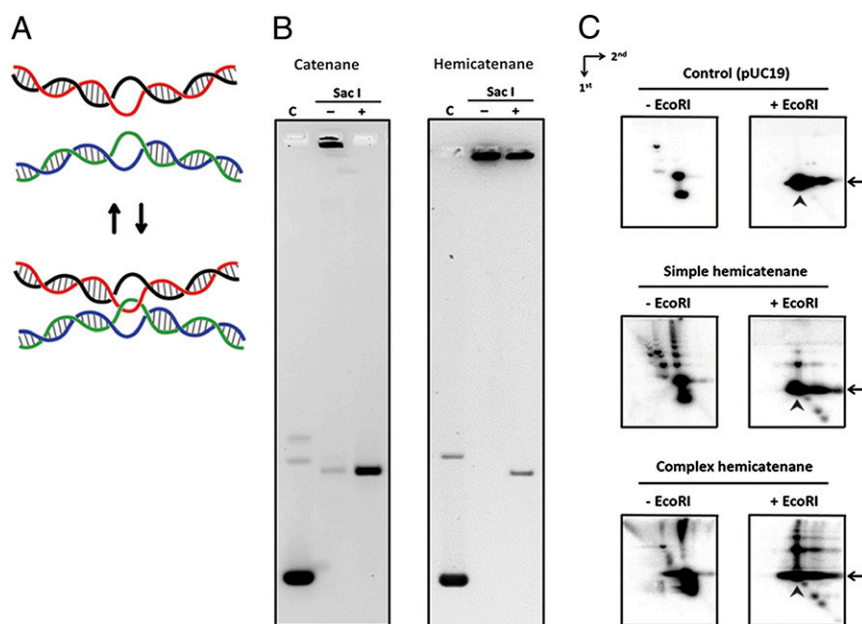 A
B
C
Catenane
Sac I
C − +
Hemicatenane
Sac I
C − +
2nd
1st
Control (pUC19)
- EcoRI + EcoRI
Simple hemicatenane
- EcoRI + EcoRI
Complex hemicatenane
- EcoRI + EcoRI